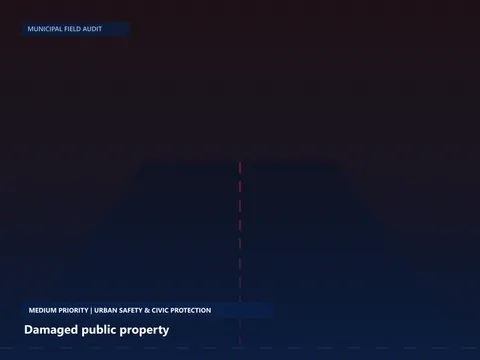 MUNICIPAL FIELD AUDIT
MEDIUM PRIORITY | URBAN SAFETY & CIVIC PROTECTION
Damaged public property